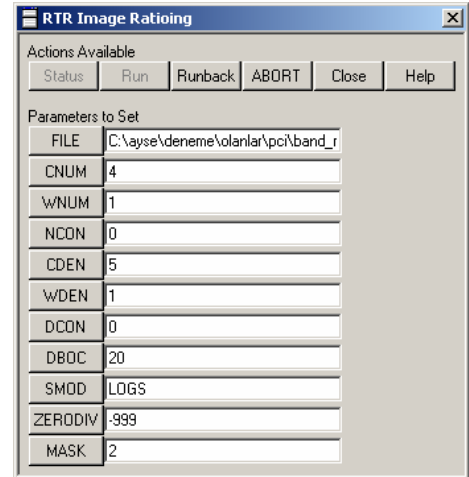 RTR Image Ratioing
Actions Available
Status Run Runback ABORT Close Help
Parameters to Set
FILE C:\ayse\deneme\olanlar\pci\band_r
CNUM 4
WNUM 1
NCON 0
CDEN 5
WDEN 1
DCON 0
DBOC 20
SMOD LOGS
ZERODIV -999
MASK 2